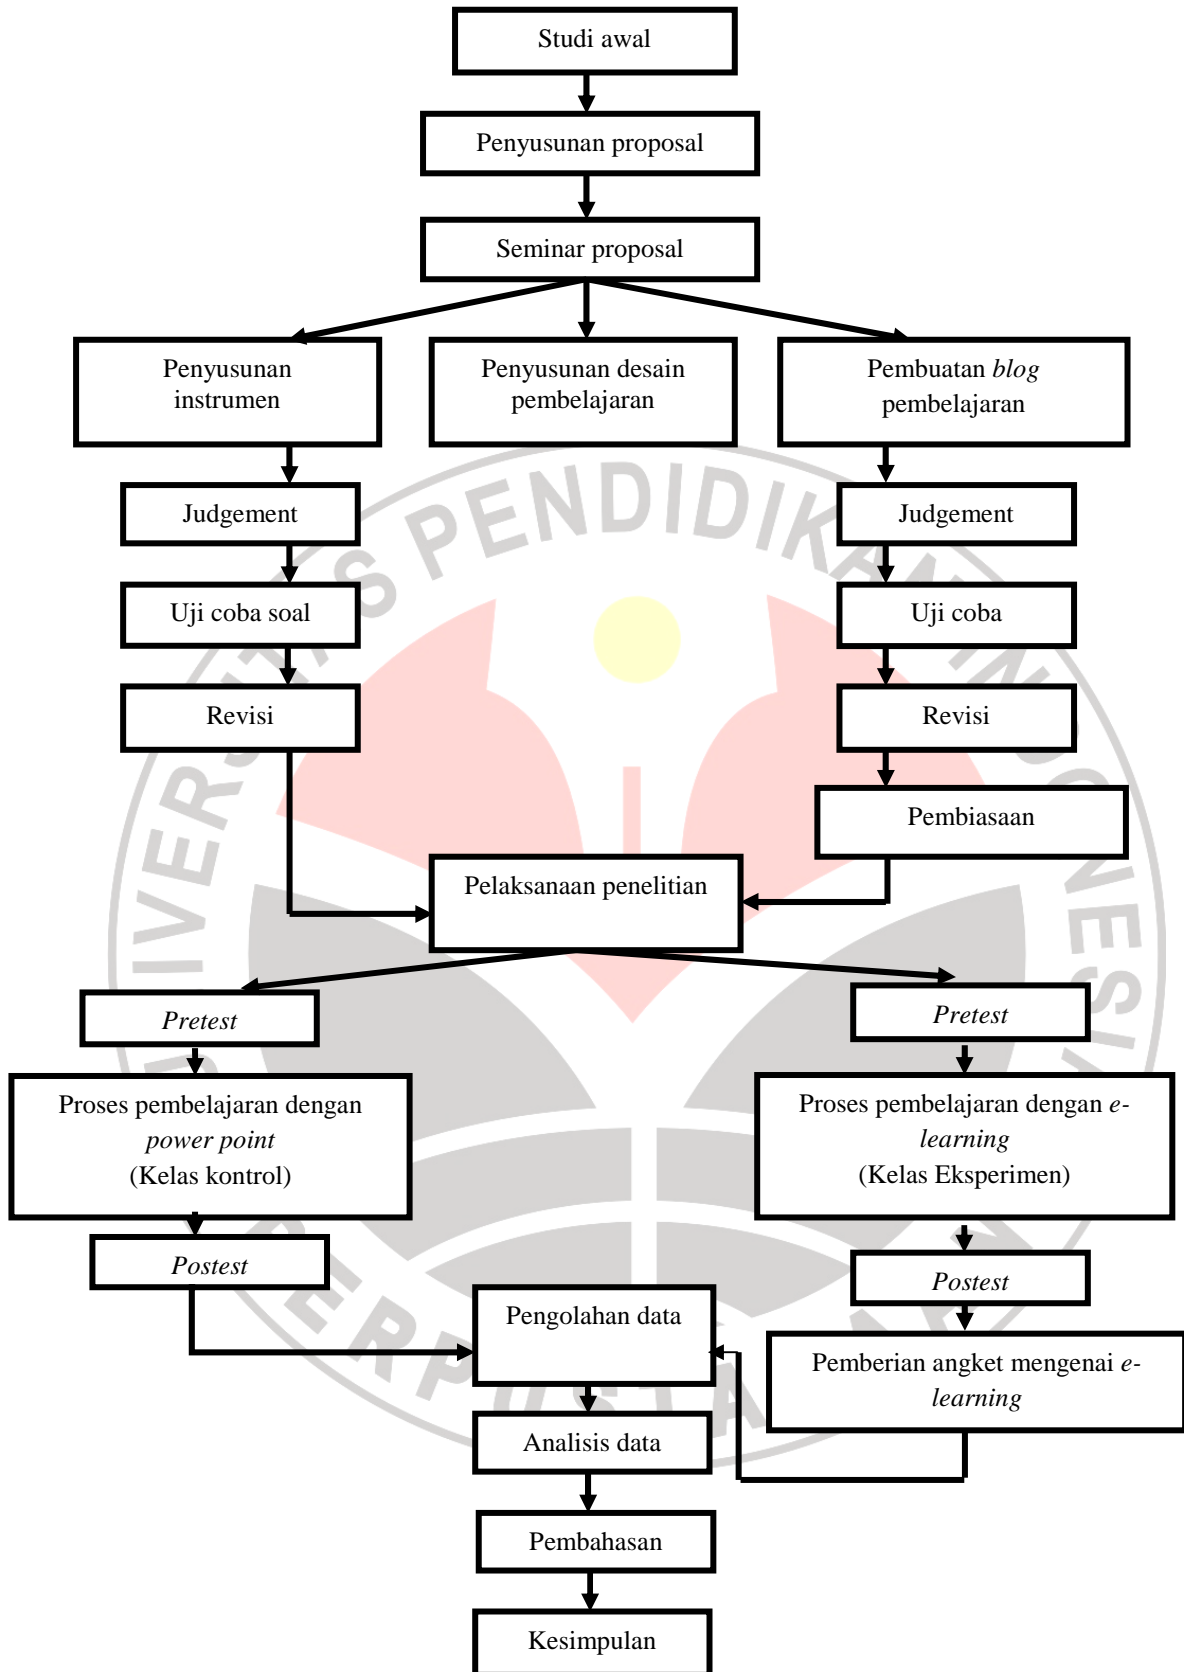 Studi awal
Penyusunan proposal
Seminar proposal
Penyusunan
instrumen
Penyusunan desain
pembelajaran
Pembuatan blog
pembelajaran
Judgement
Judgement
Uji coba soal
Uji coba
Revisi
Revisi
Pembiasaan
Pelaksanaan penelitian
Pretest
Pretest
Proses pembelajaran dengan
power point
(Kelas kontrol)
Proses pembelajaran dengan e-
learning
(Kelas Eksperimen)
Postest
Postest
Pengolahan data
Pemberian angket mengenai e-
learning
Analisis data
Pembahasan
Kesimpulan
PENDIDIKAN